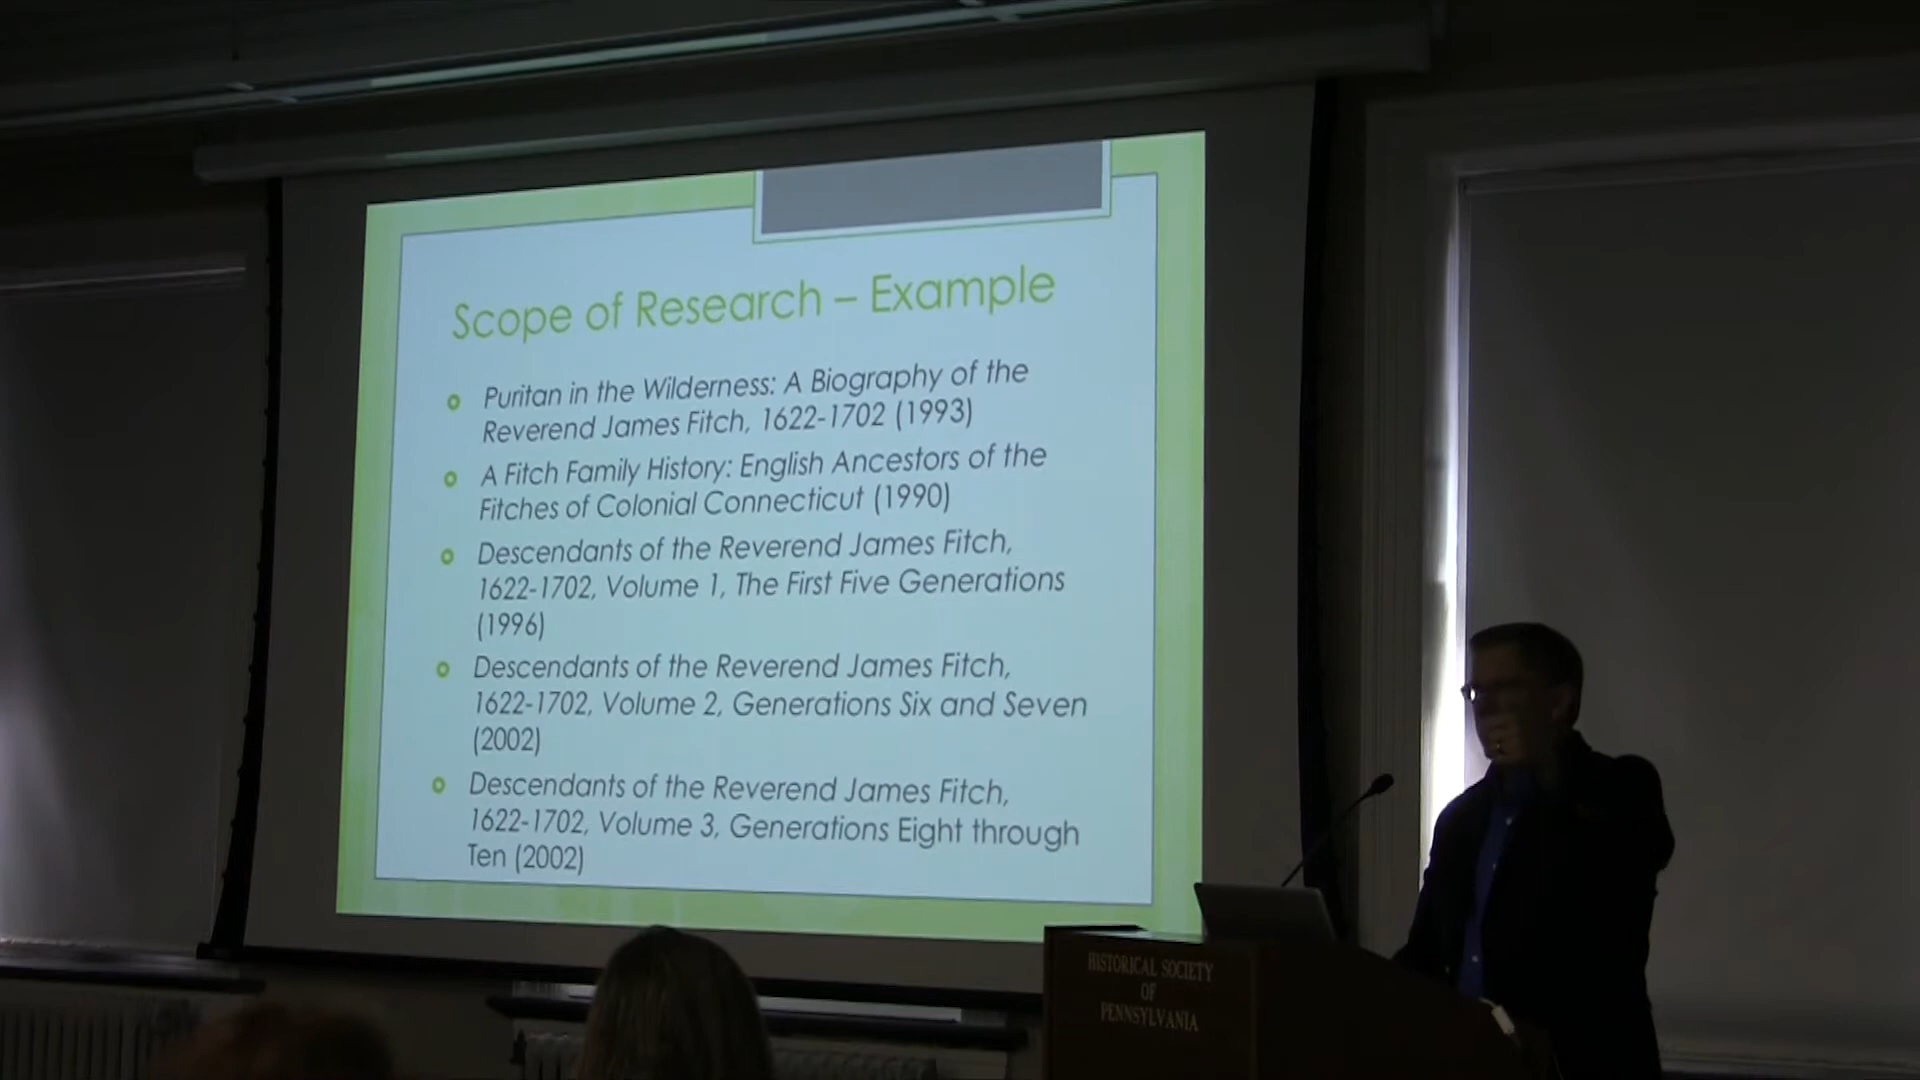 Scope of Research – Example
Puritan in the Wilderness: A Biography of the
Reverend James Fitch, 1622-1702 (1993)
A Fitch Family History: English Ancestors of the
Fitches of Colonial Connecticut (1990)
Descendants of the Reverend James Fitch,
1622-1702, Volume 1, The First Five Generations
(1996)
Descendants of the Reverend James Fitch,
1622-1702, Volume 2, Generations Six and Seven
(2002)
Descendants of the Reverend James Fitch,
1622-1702, Volume 3, Generations Eight through
Ten (2002)
HISTORICAL SOCIETY
OF
PENNSYLVANIA